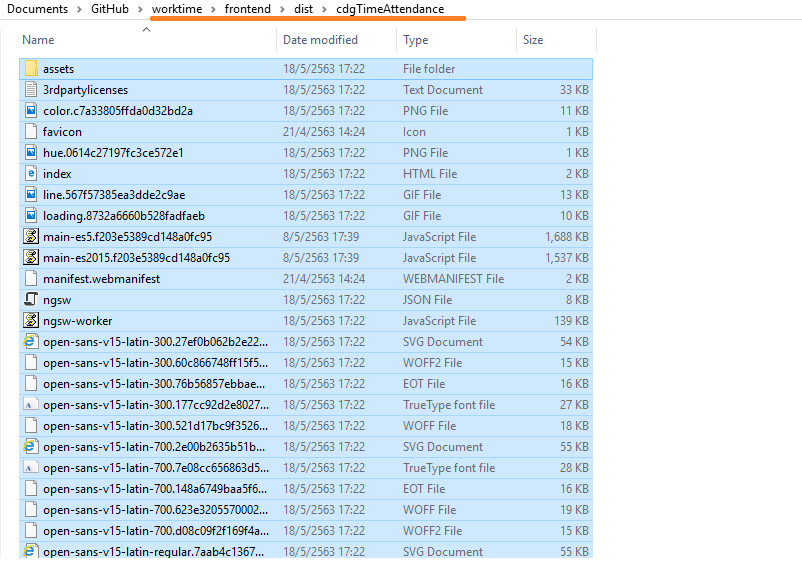 Documents > GitHub > worktime > frontend > dist > cdgTimeAttendance
Name Date modified Type Size
assets 18/5/2563 17:22 File folder
3rdpartylicenses 18/5/2563 17:22 Text Document 33 KB
color.c7a33805ffda0d32bd2a 18/5/2563 17:22 PNG File 11 KB
favicon 21/4/2563 14:24 Icon 1 KB
hue.0614c27197fc3ce572e1 18/5/2563 17:22 PNG File 1 KB
index 18/5/2563 17:22 HTML File 2 KB
line.567f57385ea3dde2c9ae 18/5/2563 17:22 GIF File 13 KB
loading.8732a6660b528fadfaeb 18/5/2563 17:22 GIF File 10 KB
main-es5.f203e5389cd148a0fc95 8/5/2563 17:39 JavaScript File 1,688 KB
main-es2015.f203e5389cd148a0fc95 8/5/2563 17:39 JavaScript File 1,537 KB
manifest.webmanifest 21/4/2563 14:24 WEBMANIFEST File 2 KB
ngsw 18/5/2563 17:22 JSON File 8 KB
ngsw-worker 18/5/2563 17:22 JavaScript File 139 KB
open-sans-v15-latin-300.27ef0b062b2e22... 18/5/2563 17:22 SVG Document 54 KB
open-sans-v15-latin-300.60c866748ff15f5... 18/5/2563 17:22 WOFF2 File 15 KB
open-sans-v15-latin-300.76b56857ebbae... 18/5/2563 17:22 EOT File 16 KB
open-sans-v15-latin-300.177cc92d2e8027... 18/5/2563 17:22 TrueType font file 27 KB
open-sans-v15-latin-300.521d17bc9f3526... 18/5/2563 17:22 WOFF File 18 KB
open-sans-v15-latin-700.2e00b2635b51b... 18/5/2563 17:22 SVG Document 55 KB
open-sans-v15-latin-700.7e08cc656863d5... 18/5/2563 17:22 TrueType font file 28 KB
open-sans-v15-latin-700.148a6749baa5f6... 18/5/2563 17:22 EOT File 16 KB
open-sans-v15-latin-700.623e3205570002... 18/5/2563 17:22 WOFF File 19 KB
open-sans-v15-latin-700.d08c09f2f169f4a... 18/5/2563 17:22 WOFF2 File 15 KB
open-sans-v15-latin-regular.7aab4c1367... 18/5/2563 17:22 SVG Document 55 KB